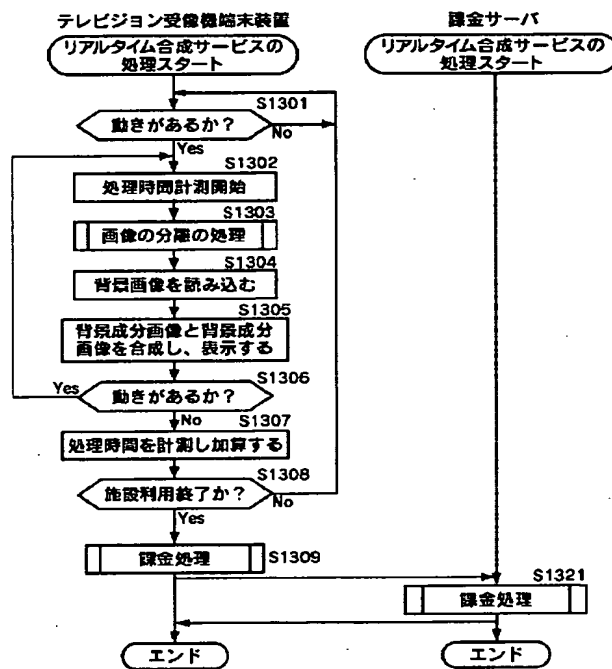 テレビジョン受像機端末装置
課金サーバ
リアルタイム合成サービスの
処理スタート
リアルタイム合成サービスの
処理スタート
S1301
動きがあるか？
No
Yes
S1302
処理時間計測開始
S1303
画像の分離の処理
S1304
背景画像を読み込む
S1305
背景成分画像と背景成分
画像を合成し、表示する
S1306
Yes
動きがあるか？
No
S1307
処理時間を計測し加算する
S1308
施設利用終了か？
No
Yes
課金処理
S1309
S1321
課金処理
エンド
エンド